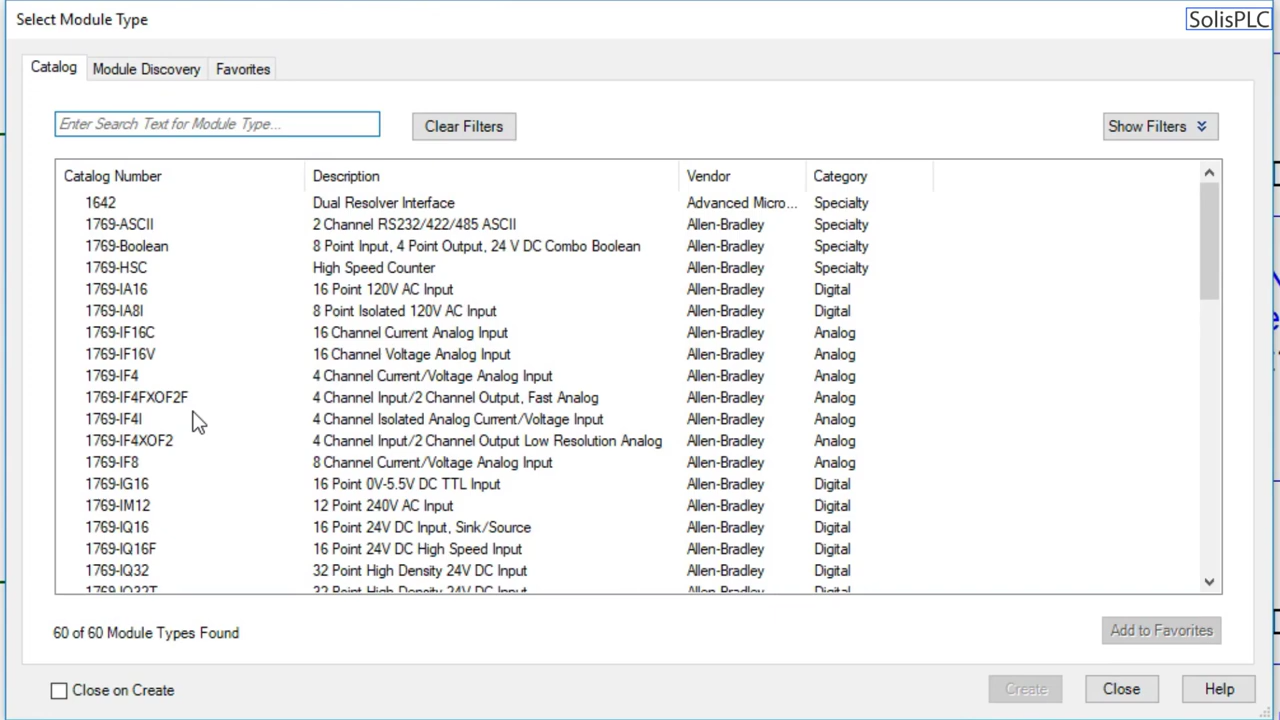 Select Module Type
SolisPLC
Catalog Module Discovery Favorites
Enter Search Text for Module Type... Clear Filters Show Filters
Catalog Number Description Vendor Category
1642 Dual Resolver Interface Advanced Micro... Specialty
1769-ASCII 2 Channel RS232/422/485 ASCII Allen-Bradley Specialty
1769-Boolean 8 Point Input, 4 Point Output, 24 V DC Combo Boolean Allen-Bradley Specialty
1769-HSC High Speed Counter Allen-Bradley Specialty
1769-IA16 16 Point 120V AC Input Allen-Bradley Digital
1769-IA8I 8 Point Isolated 120V AC Input Allen-Bradley Digital
1769-IF16C 16 Channel Current Analog Input Allen-Bradley Analog
1769-IF16V 16 Channel Voltage Analog Input Allen-Bradley Analog
1769-IF4 4 Channel Current/Voltage Analog Input Allen-Bradley Analog
1769-IF4FXOF2F 4 Channel Input/2 Channel Output, Fast Analog Allen-Bradley Analog
1769-IF4I 4 Channel Isolated Analog Current/Voltage Input Allen-Bradley Analog
1769-IF4XOF2 4 Channel Input/2 Channel Output Low Resolution Analog Allen-Bradley Analog
1769-IF8 8 Channel Current/Voltage Analog Input Allen-Bradley Analog
1769-IG16 16 Point 0V-5.5V DC TTL Input Allen-Bradley Digital
1769-IM12 12 Point 240V AC Input Allen-Bradley Digital
1769-IQ16 16 Point 24V DC Input, Sink/Source Allen-Bradley Digital
1769-IQ16F 16 Point 24V DC High Speed Input Allen-Bradley Digital
1769-IQ32 32 Point High Density 24V DC Input Allen-Bradley Digital
1769-IQ32T 32 Point High Density 24V DC Input Allen-Bradley Digital
60 of 60 Module Types Found Add to Favorites
Close on Create Create Close Help